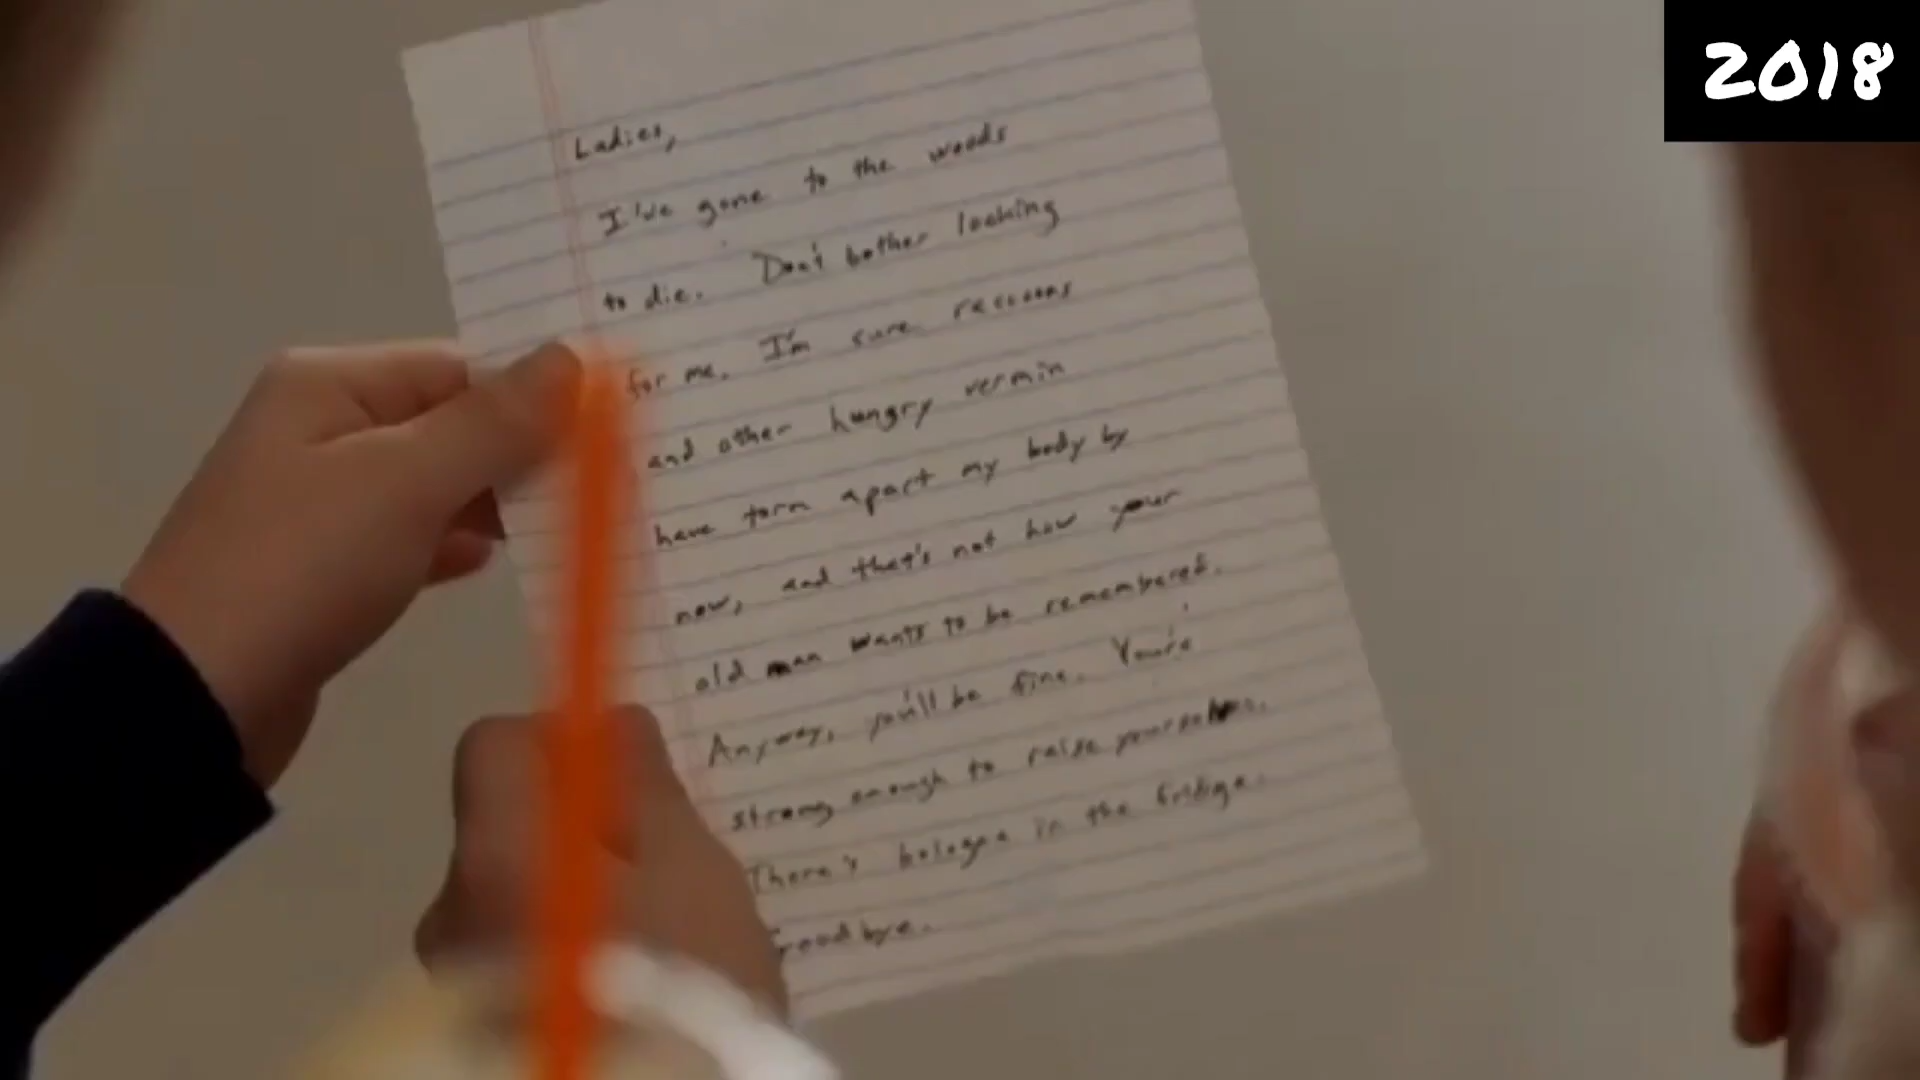 2018
Ladies,
I've gone to the woods
to die. Don't bother looking
for me. I'm sure racoons
and other hungry vermin
have torn apart my body by
now, and that's not how your
old man wants to be remembered.
Anyway, you'll be fine. You're
strong enough to raise yourselves.
There's bologna in the fridge.
Goodbye.